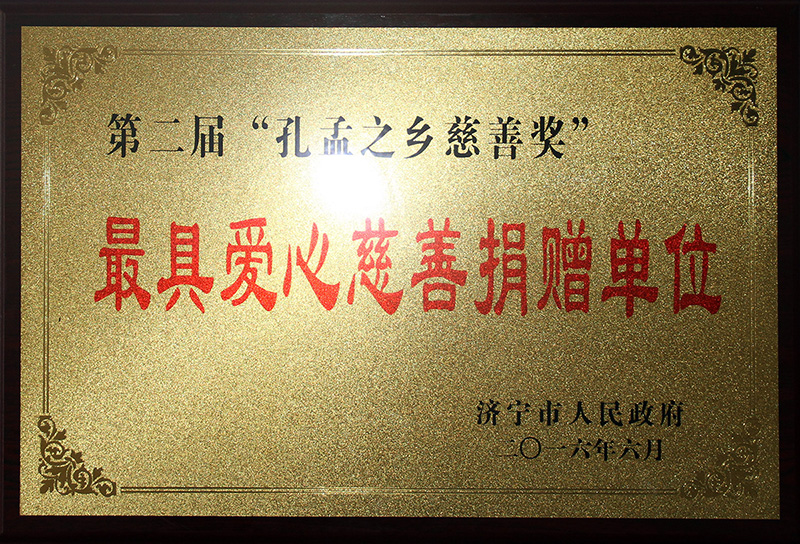 第二届“孔孟之乡慈善奖”
最具爱心慈善捐赠单位
济宁市人民政府
二〇一六年六月